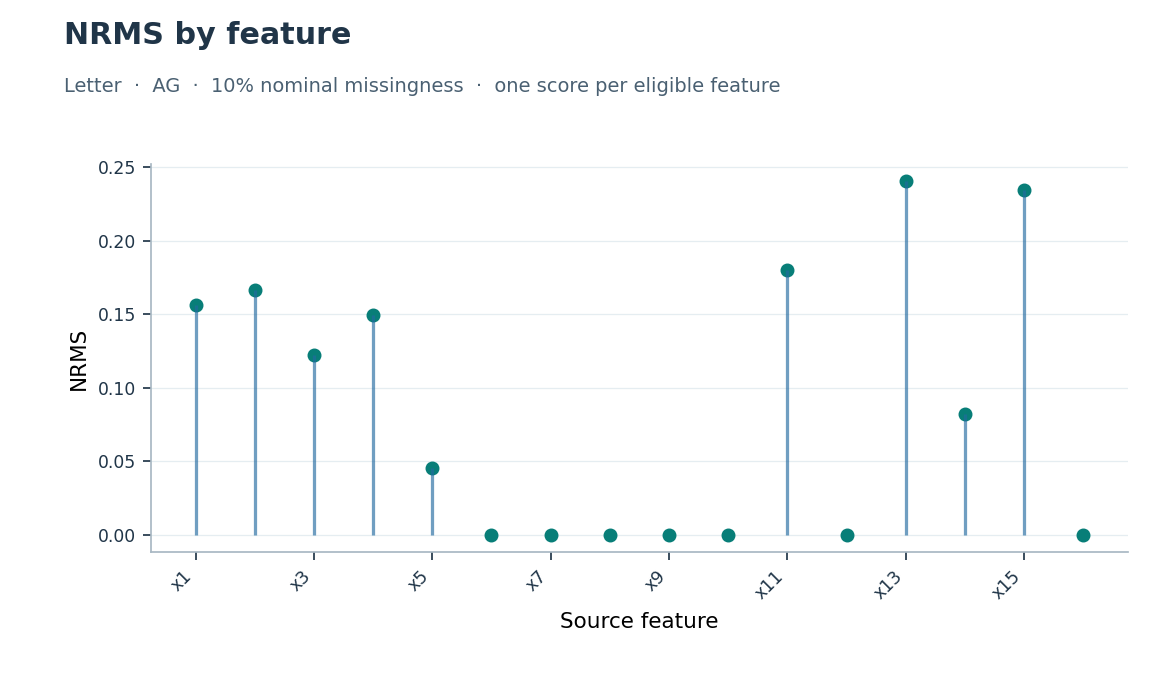 NRMS by feature
Letter · AG · 10% nominal missingness · one score per eligible feature
0.25
0.20
0.15
0.10
0.05
0.00
NRMS
x1
x3
x5
x7
x9
x11
x13
x15
Source feature